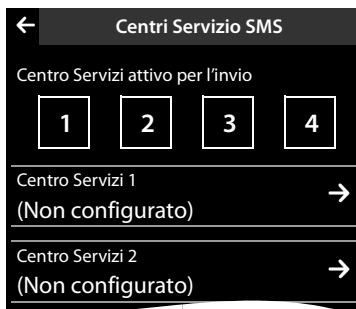 Centri Servizio SMS
Centro Servizi attivo per l'invio
1 2 3 4
Centro Servizi 1
(Non configurato)
Centro Servizi 2
(Non configurato)